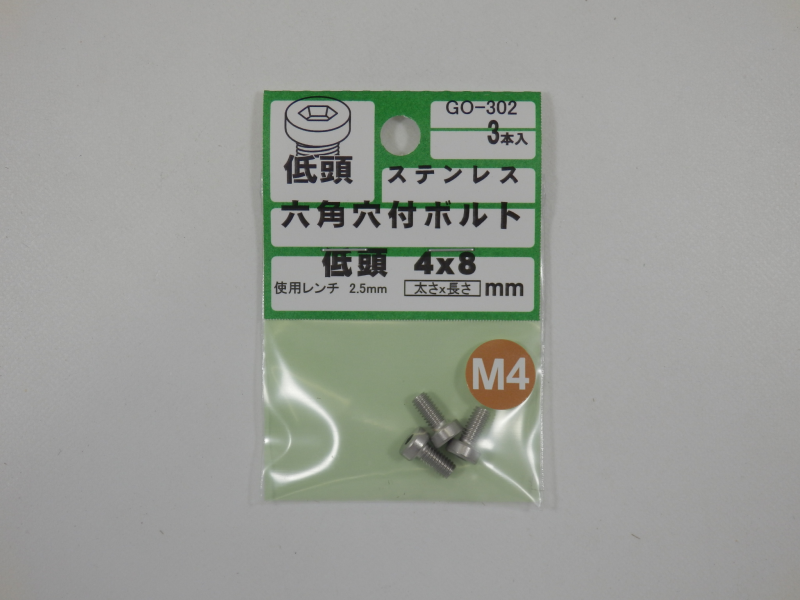 GO-302
3本入
低頭 ステンレス
六角穴付ボルト
低頭 4x8
使用レンチ 2.5mm 太さx長さ mm
M4